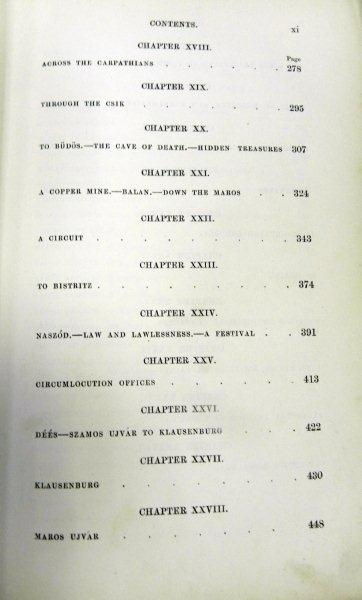 CONTENTS. xi
CHAPTER XVIII.
Page
ACROSS THE CARPATHIANS . . . . . 278
CHAPTER XIX.
THROUGH THE CSIK . . . . . . 295
CHAPTER XX.
TO BÜDÖS.—THE CAVE OF DEATH.—HIDDEN TREASURES 307
CHAPTER XXI.
A COPPER MINE.—BALAN.—DOWN THE MAROS . . 324
CHAPTER XXII.
A CIRCUIT . . . . . . . . 343
CHAPTER XXIII.
TO BISTRITZ . . . . . . . . 374
CHAPTER XXIV.
NASZÓD.—LAW AND LAWLESSNESS.—A FESTIVAL . . 391
CHAPTER XXV.
CIRCUMLOCUTION OFFICES . . . . . . 413
CHAPTER XXVI.
DÉÉS—SZAMOS UJVÁR TO KLAUSENBURG . . . . 422
CHAPTER XXVII.
KLAUSENBURG . . . . . . . 430
CHAPTER XXVIII.
MAROS UJVÁR . . . . . . . 448